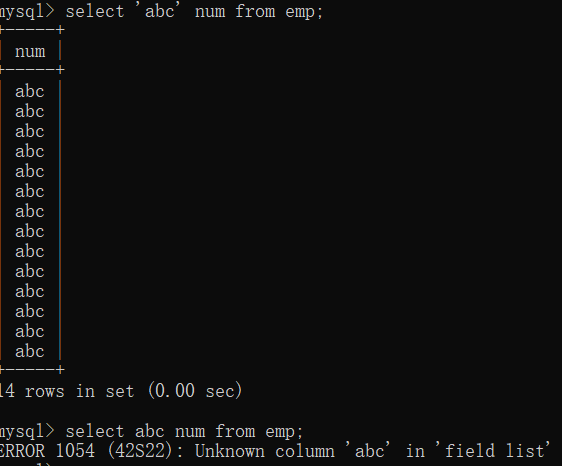 mysql> select 'abc' num from emp;
+-----+
| num |
+-----+
| abc |
| abc |
| abc |
| abc |
| abc |
| abc |
| abc |
| abc |
| abc |
| abc |
| abc |
| abc |
| abc |
| abc |
+-----+
14 rows in set (0.00 sec)
mysql> select abc num from emp;
ERROR 1054 (42S22): Unknown column 'abc' in 'field list'